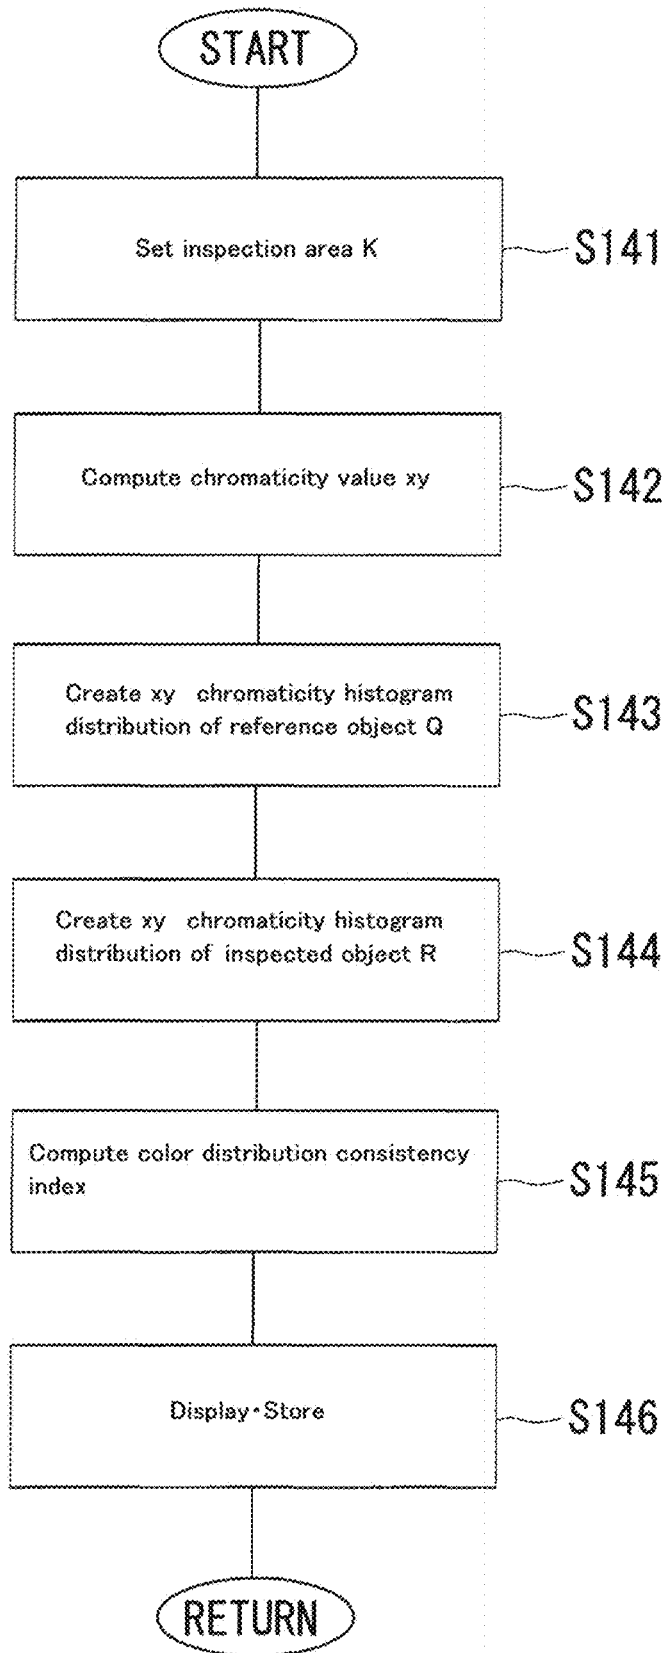 START
Set inspection area K
S141
Compute chromaticity value xy
S142
Create xy chromaticity histogram
distribution of reference object Q
S143
Create xy chromaticity histogram
distribution of inspected object R
S144
Compute color distribution consistency
index
S145
Display・Store
S146
RETURN